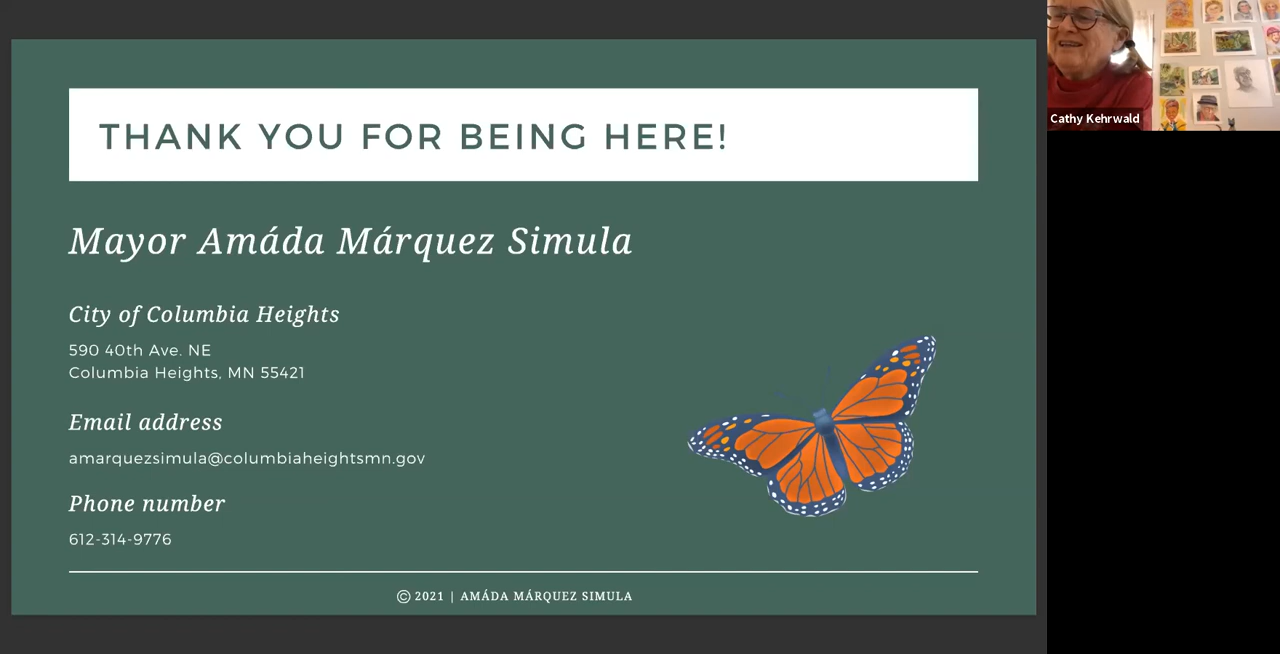 THANK YOU FOR BEING HERE!
Mayor Amáda Márquez Simula
City of Columbia Heights
590 40th Ave. NE
Columbia Heights, MN 55421
Email address
amarquezsimula@columbiaheightsmn.gov
Phone number
612-314-9776
© 2021 | AMÁDA MÁRQUEZ SIMULA
Cathy Kehrwald